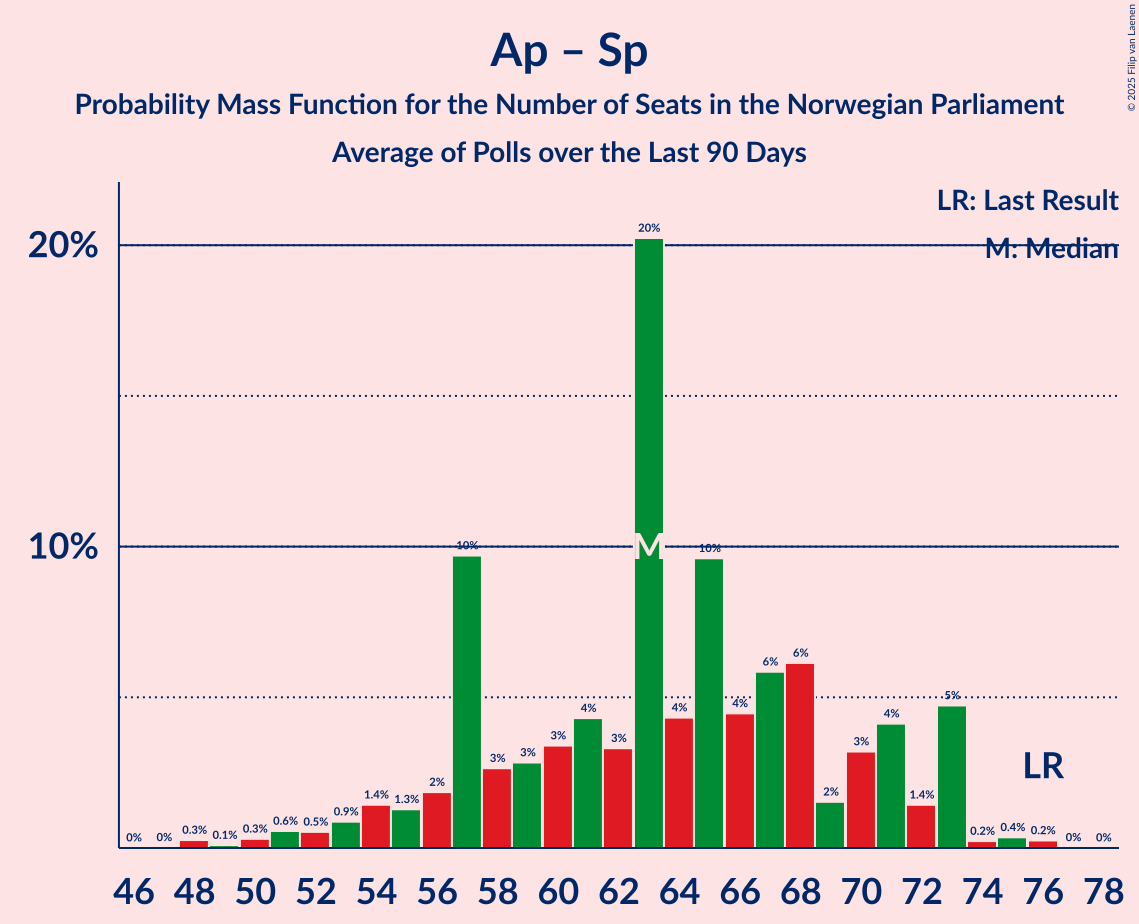 Ap – Sp
Probability Mass Function for the Number of Seats in the Norwegian Parliament
Average of Polls over the Last 90 Days
© 2025 Filip van Laenen
LR: Last Result
M: Median
20%
10%
0% 0% 0.3% 0.1% 0.3% 0.6% 0.5% 0.9% 1.4% 1.3% 2% 10% 3% 3% 3% 4% 3% 20% 4% 10% 4% 6% 6% 2% 3% 4% 1.4% 5% 0.2% 0.4% 0.2% 0% 0%
M
LR
46 48 50 52 54 56 58 60 62 64 66 68 70 72 74 76 78